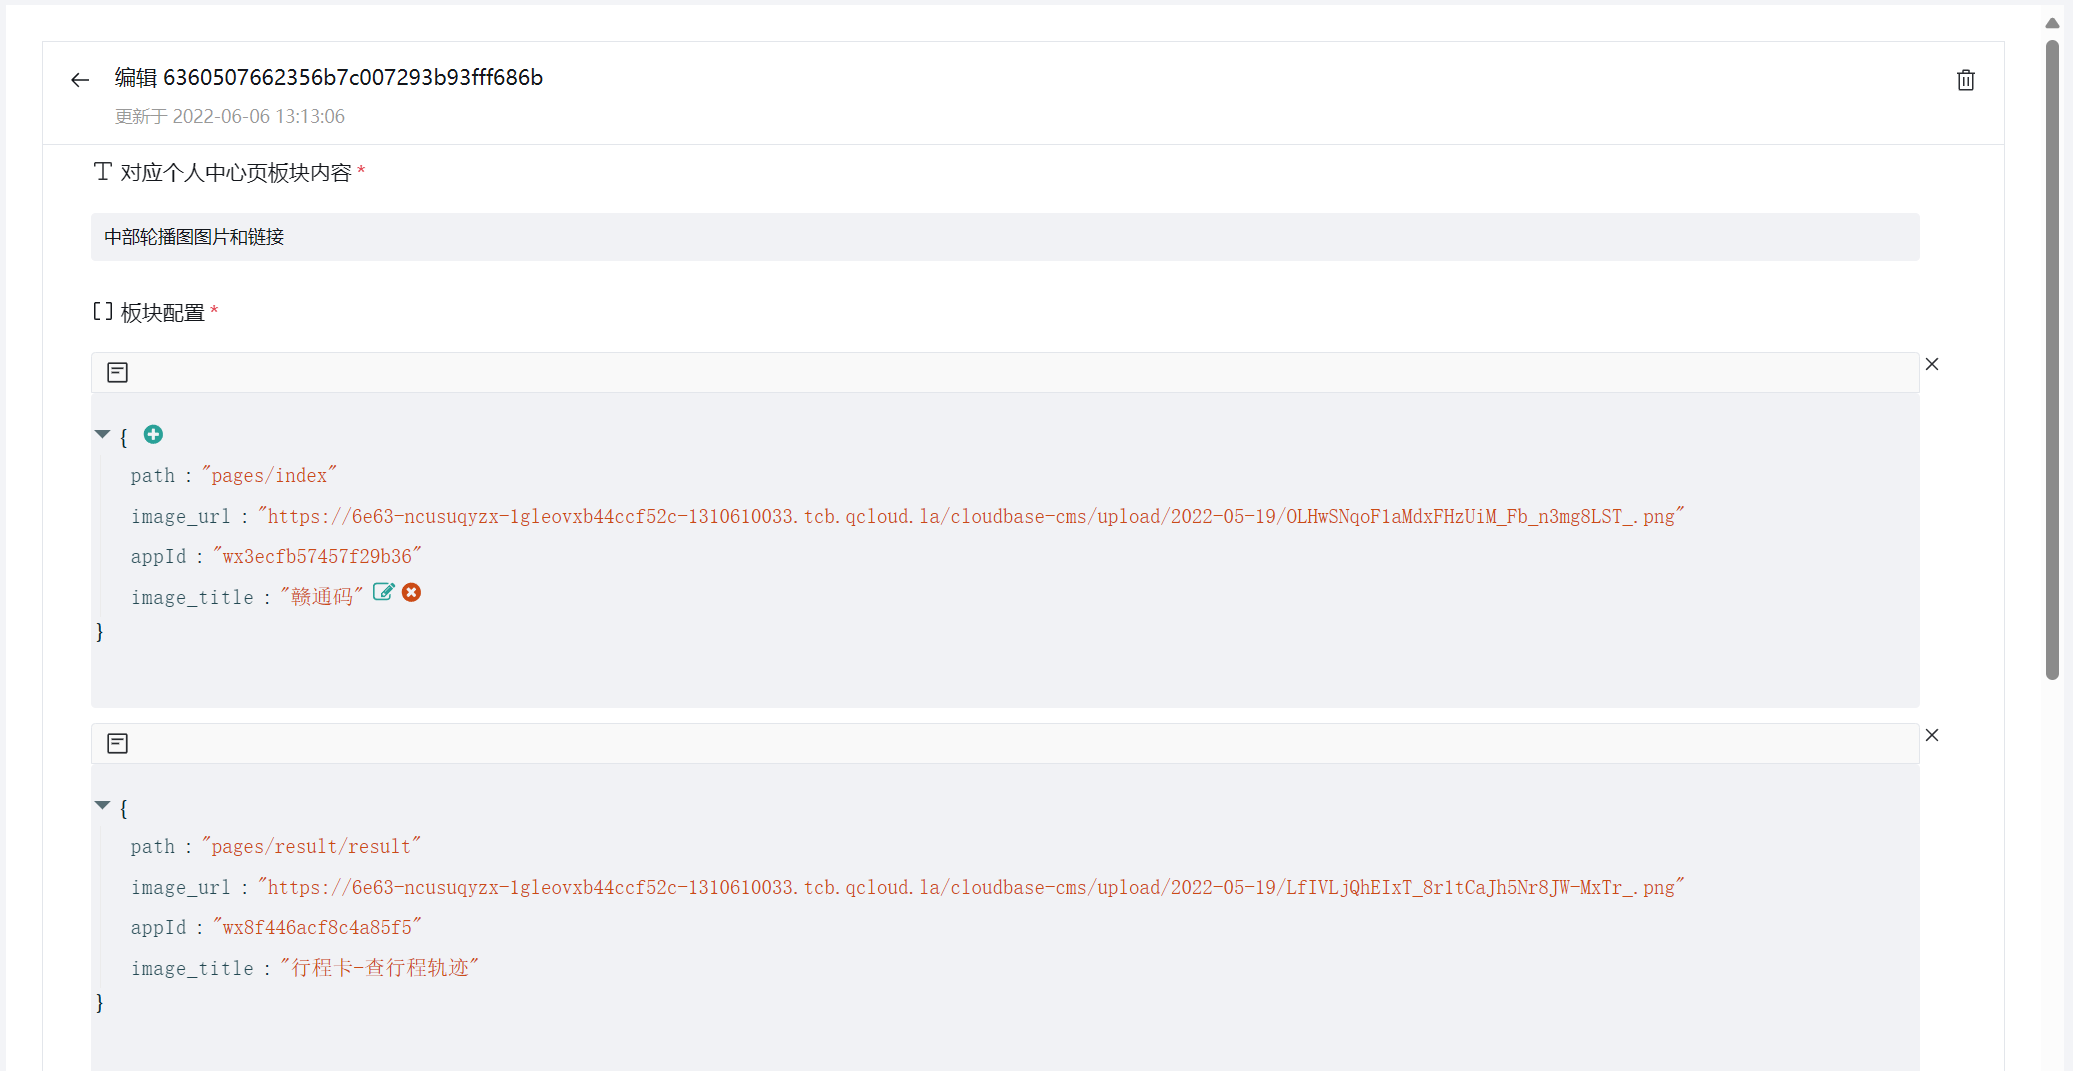 编辑 6360507662356b7c007293b93fff686b
更新于 2022-06-06 13:13:06
对应个人中心页板块内容 *
中部轮播图图片和链接
[] 板块配置 *
{
path : "pages/index"
image_url : "https://6e63-ncusuqyzx-1gleovxb44ccf52c-1310610033.tcb.qcloud.la/cloudbase-cms/upload/2022-05-19/OLHwSNqoF1aMdxFHzUiM_Fb_n3mg8LST_.png"
appId : "wx3ecfb57457f29b36"
image_title : "赣通码"
}
{
path : "pages/result/result"
image_url : "https://6e63-ncusuqyzx-1gleovxb44ccf52c-1310610033.tcb.qcloud.la/cloudbase-cms/upload/2022-05-19/LfIVLjQhEIxT_8r1tCaJh5Nr8JW-MxTr_.png"
appId : "wx8f446acf8c4a85f5"
image_title : "行程卡-查行程轨迹"
}